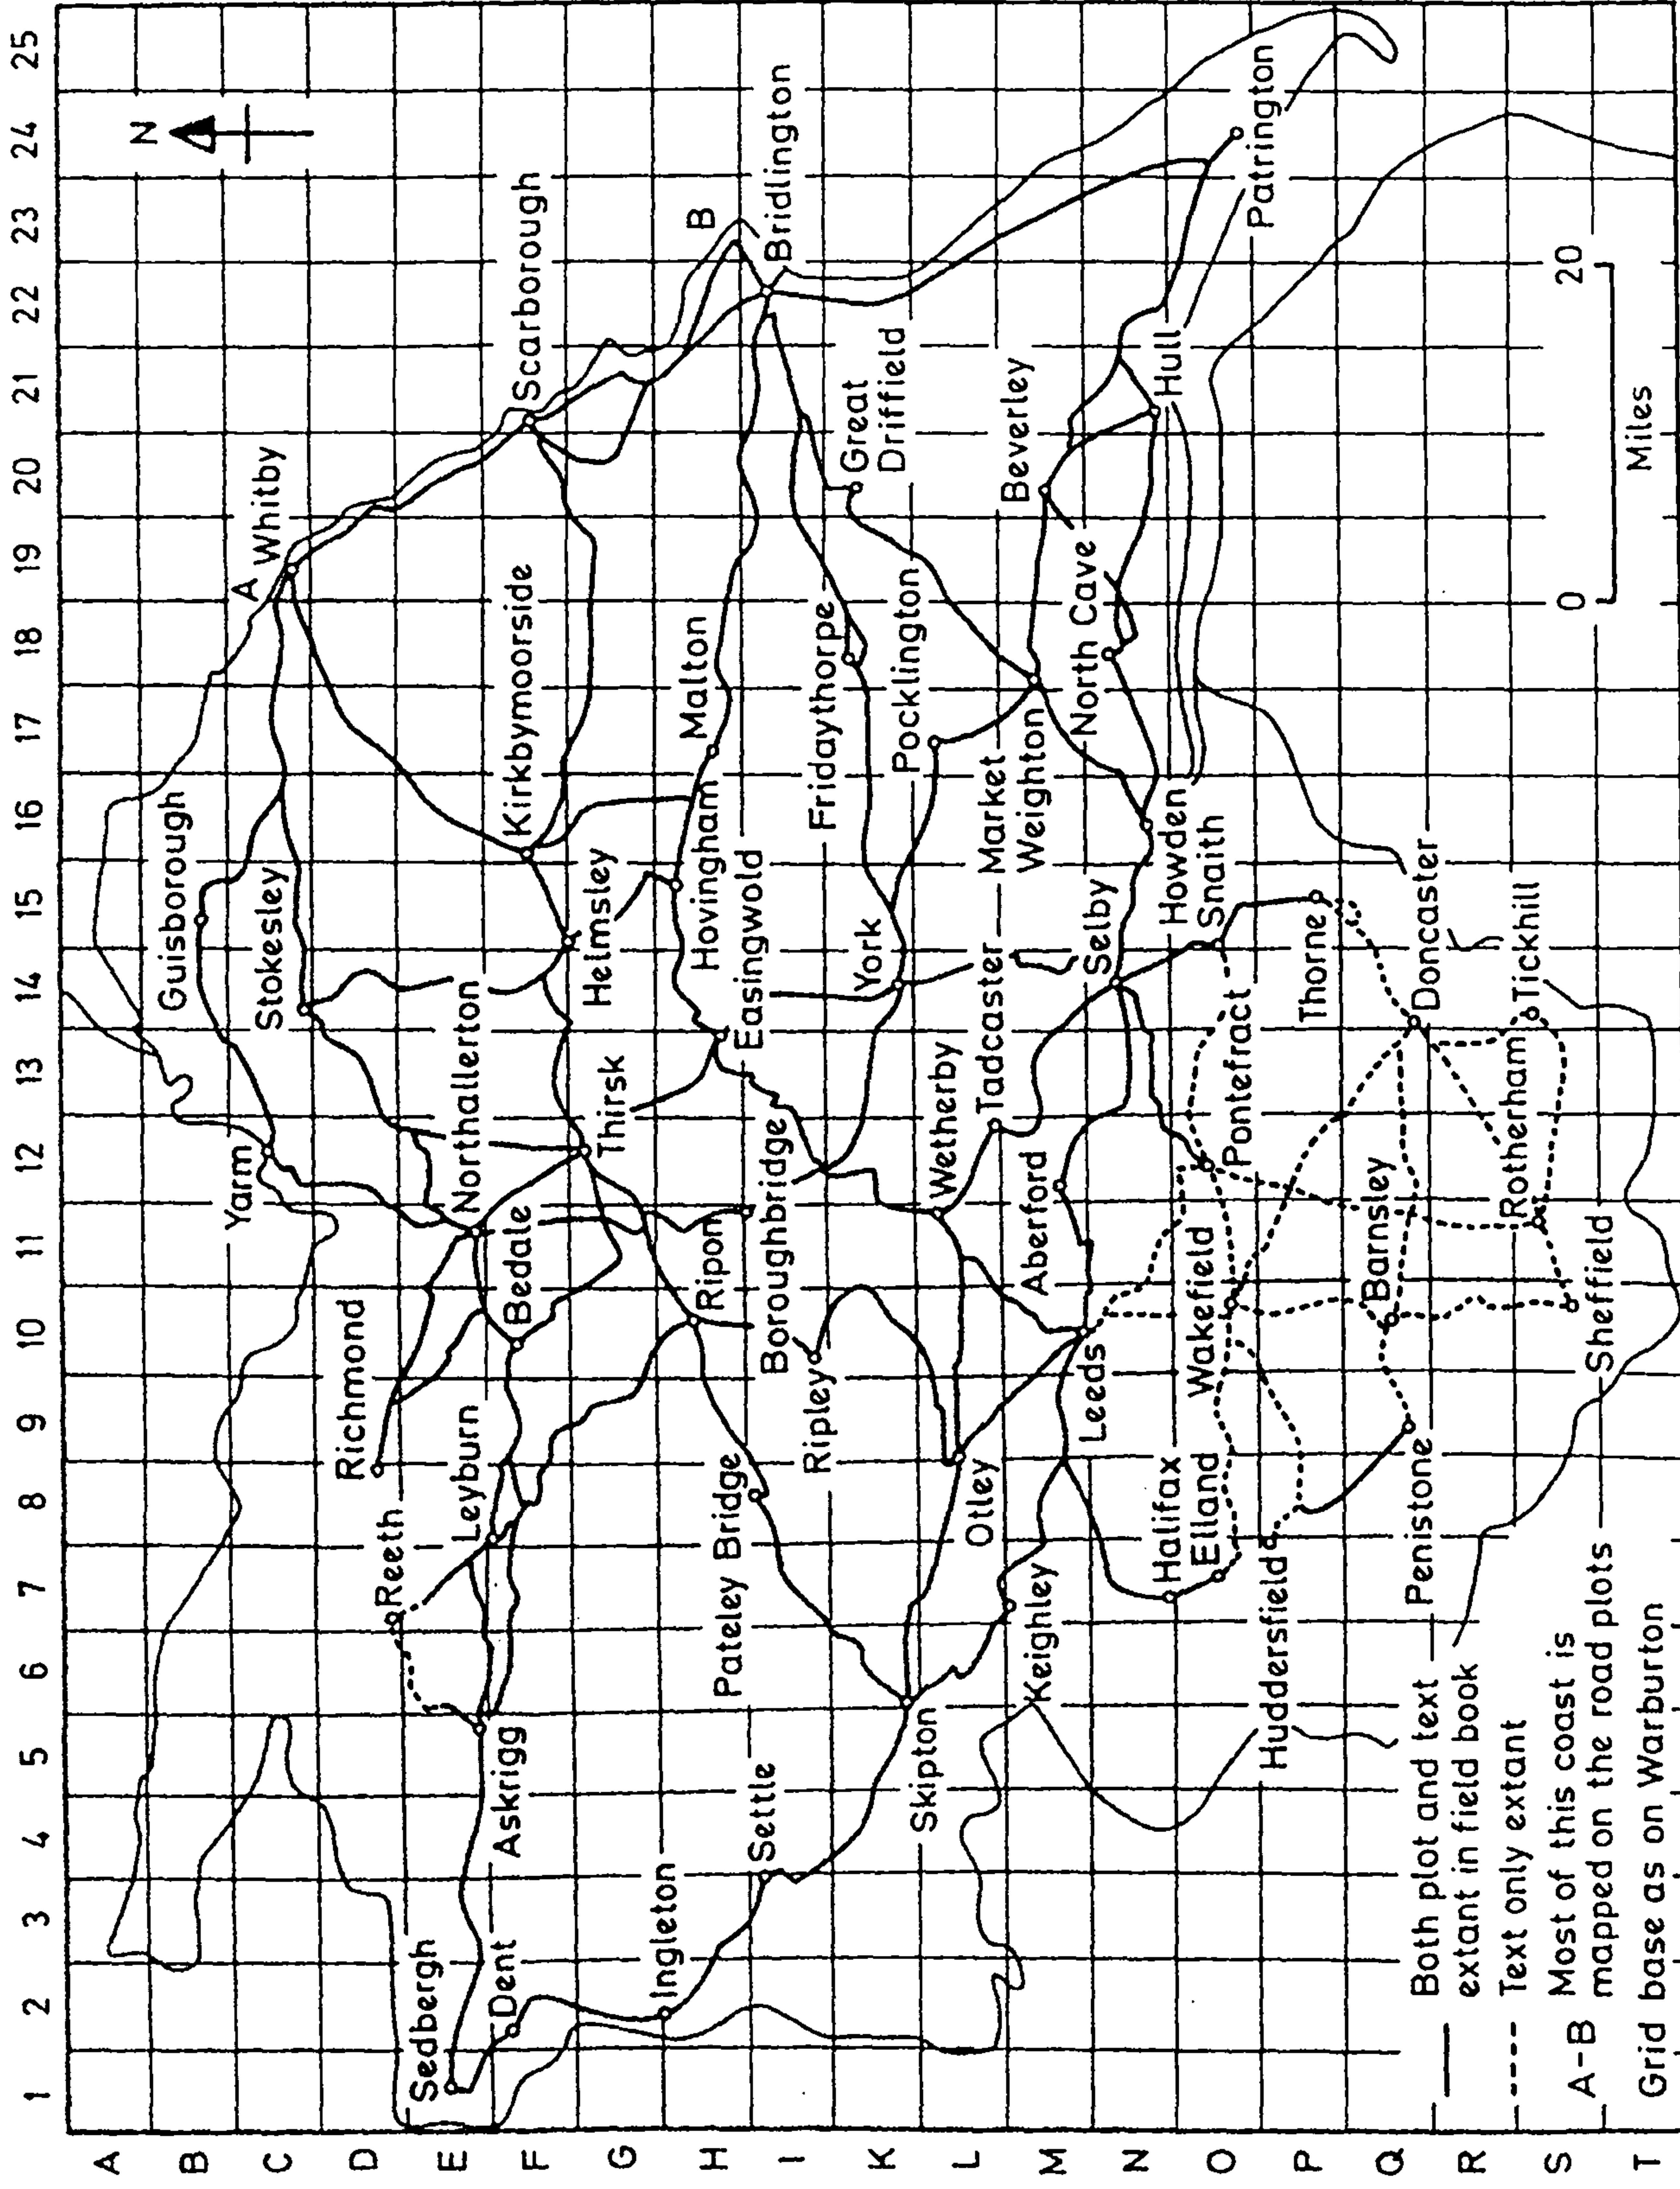 1 2 3 4 5 6 7 8 9 10 11 12 13 14 15 16 17 18 19 20 21 22 23 24 25
A
B
C
D
E
F
G
H
I
K
L
M
N
O
P
Q
R
S
T
N
A
Whitby
Guisborough
Stokesley
Yarm
Scarborough
Kirkbymoorside
Northallerton
Richmond
Reeth
Leyburn
Bedale
Helmsley
Thirsk
Sedbergh
Dent
Askrigg
B
Bridlington
Malton
Hovingham
Easingwold
Ripon
Boroughbridge
Pateley Bridge
Ripley
Ingleton
Settle
Great
Driffield
Fridaythorpe
Pocklington
York
Wetherby
Tadcaster
Market
Weighton
Beverley
North Cave
Hull
Patrington
Skipton
Otley
Keighley
Aberford
Leeds
Selby
Howden
Snaith
Halifax
Elland
Wakefield
Pontefract
Thorne
Huddersfield
Barnsley
Doncaster
Penistone
Rotherham
Tickhill
Sheffield
0 20
Miles
Both plot and text
extant in field book
Text only extant
A-B Most of this coast is
mapped on the road plots
Grid base as on Warburton